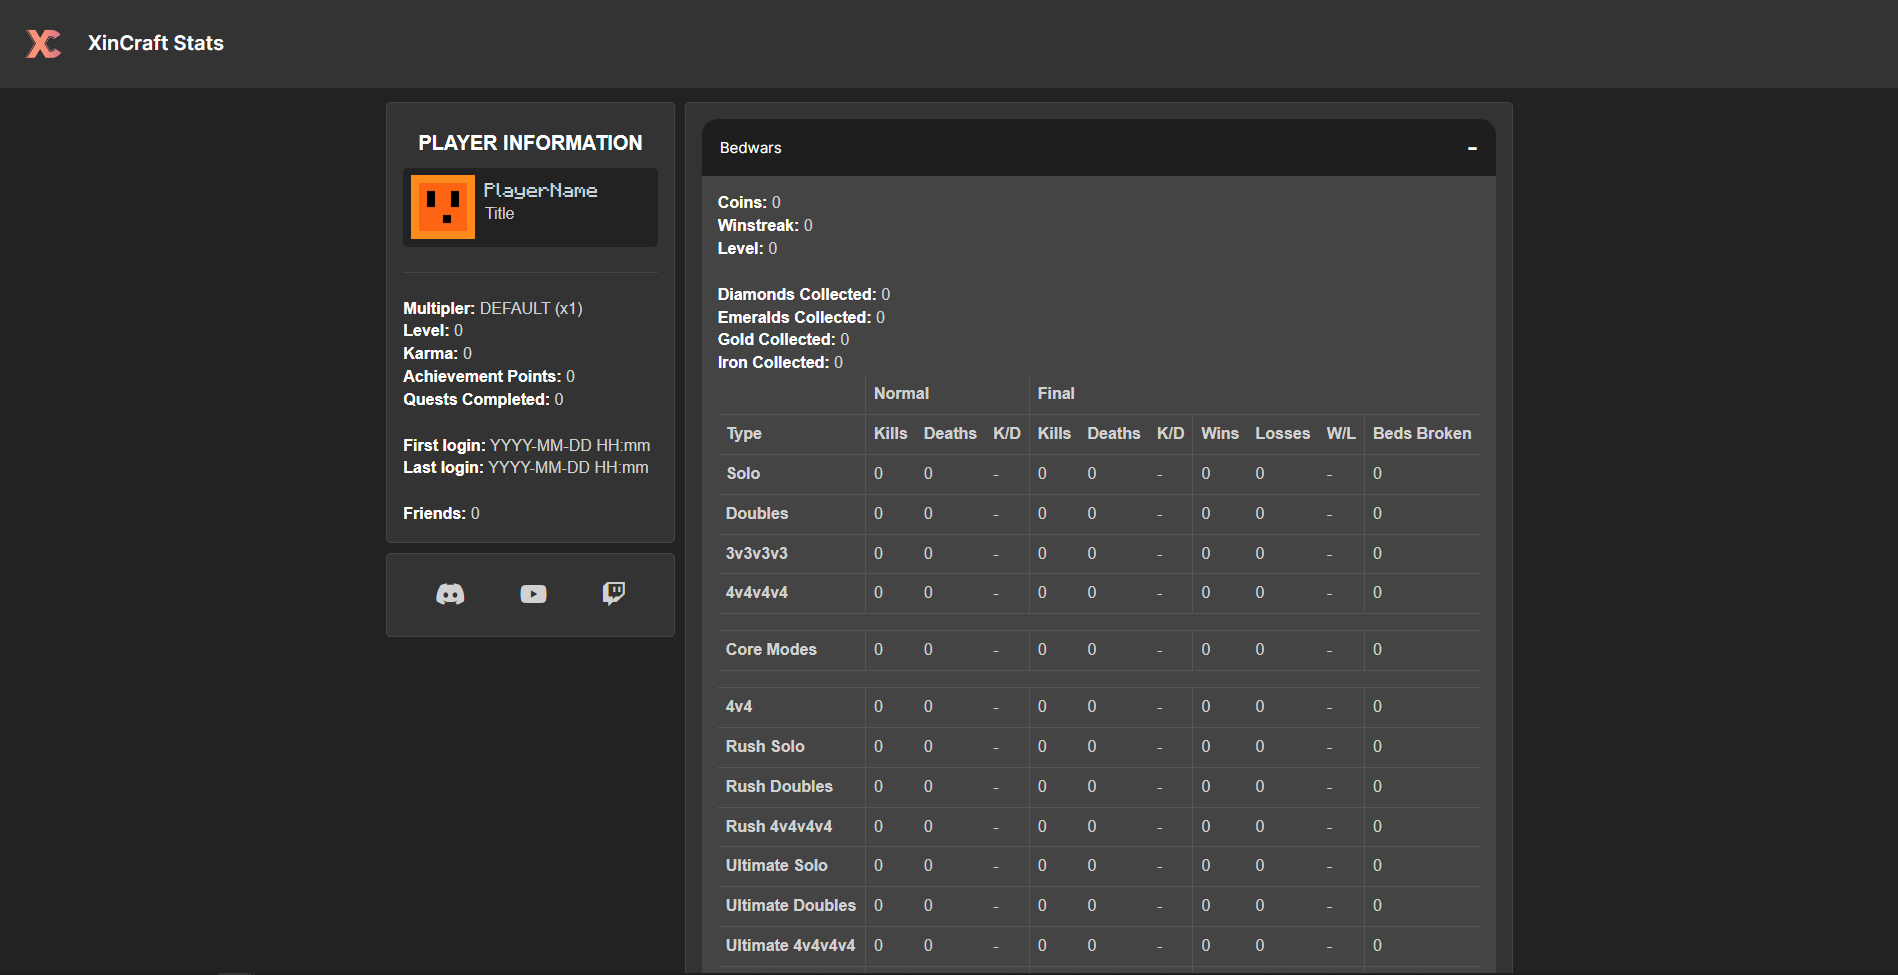 XC
XinCraft Stats
PLAYER INFORMATION
PlayerName
Title
Multipler: DEFAULT (x1)
Level: 0
Karma: 0
Achievement Points: 0
Quests Completed: 0
First login: YYYY-MM-DD HH:mm
Last login: YYYY-MM-DD HH:mm
Friends: 0
Bedwars -
Coins: 0
Winstreak: 0
Level: 0
Diamonds Collected: 0
Emeralds Collected: 0
Gold Collected: 0
Iron Collected: 0
Normal Final
Type Kills Deaths K/D Kills Deaths K/D Wins Losses W/L Beds Broken
Solo 0 0 - 0 0 - 0 0 - 0
Doubles 0 0 - 0 0 - 0 0 - 0
3v3v3v3 0 0 - 0 0 - 0 0 - 0
4v4v4v4 0 0 - 0 0 - 0 0 - 0
Core Modes 0 0 - 0 0 - 0 0 - 0
4v4 0 0 - 0 0 - 0 0 - 0
Rush Solo 0 0 - 0 0 - 0 0 - 0
Rush Doubles 0 0 - 0 0 - 0 0 - 0
Rush 4v4v4v4 0 0 - 0 0 - 0 0 - 0
Ultimate Solo 0 0 - 0 0 - 0 0 - 0
Ultimate Doubles 0 0 - 0 0 - 0 0 - 0
Ultimate 4v4v4v4 0 0 - 0 0 - 0 0 - 0